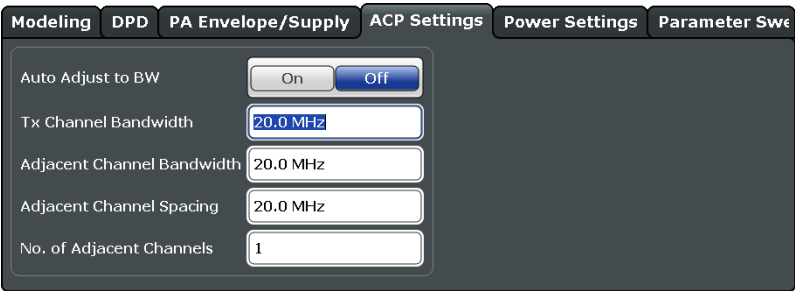 Modeling DPD PA Envelope/Supply ACP Settings Power Settings Parameter Swe
Auto Adjust to BW On Off
Tx Channel Bandwidth 20.0 MHz
Adjacent Channel Bandwidth 20.0 MHz
Adjacent Channel Spacing 20.0 MHz
No. of Adjacent Channels 1